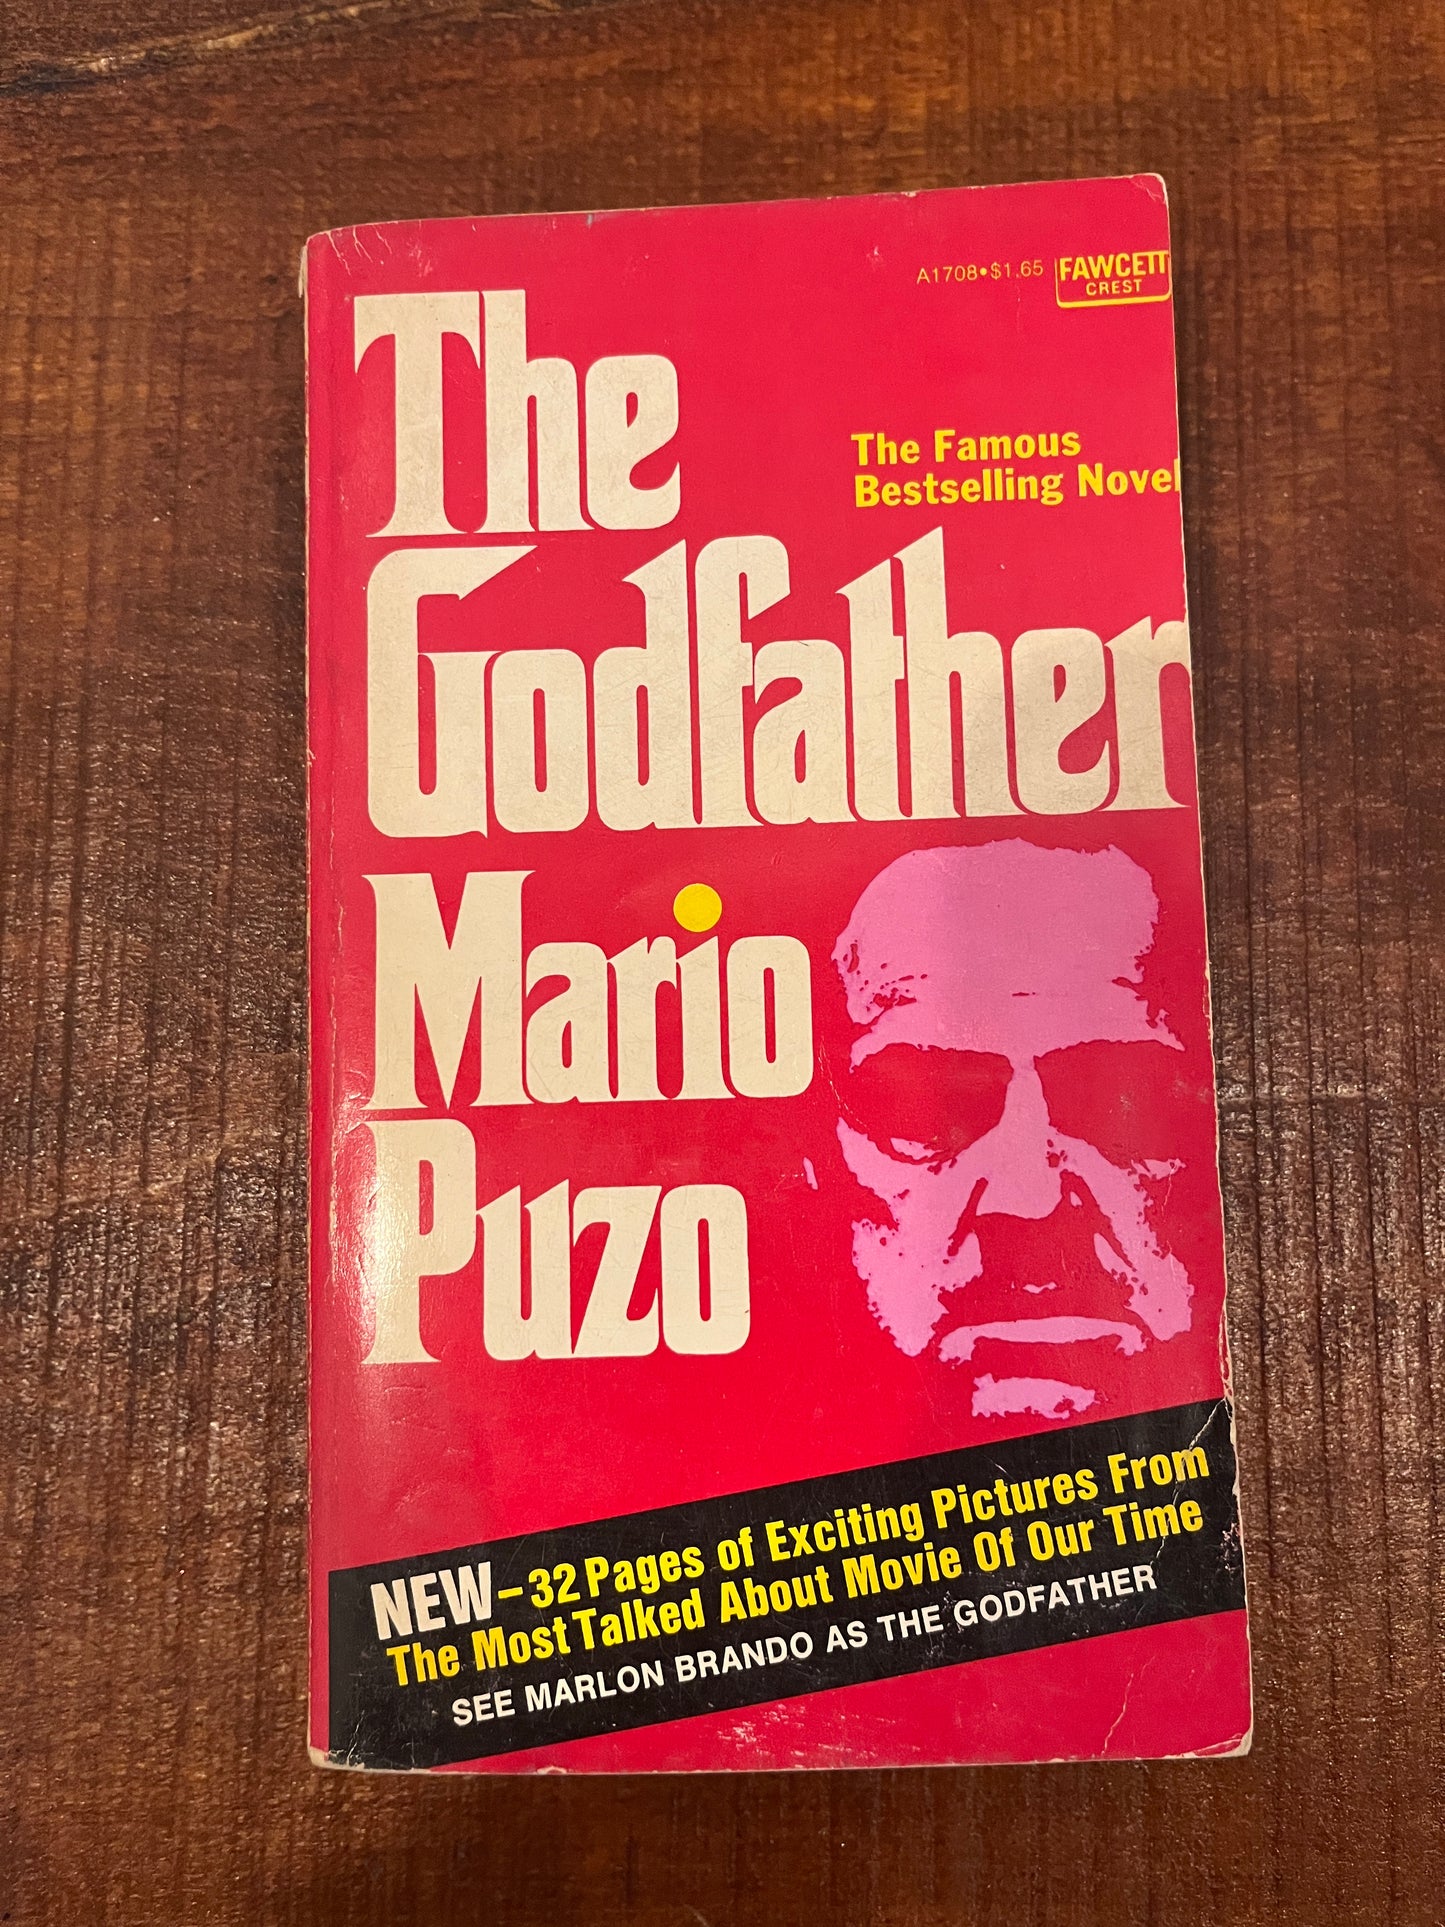 A1708•$1.65 FAWCETT
CREST
The
The Famous
Bestselling Novel
Godfather
Mario
Puzo
NEW–32 Pages of Exciting Pictures From
The Most Talked About Movie Of Our Time
SEE MARLON BRANDO AS THE GODFATHER